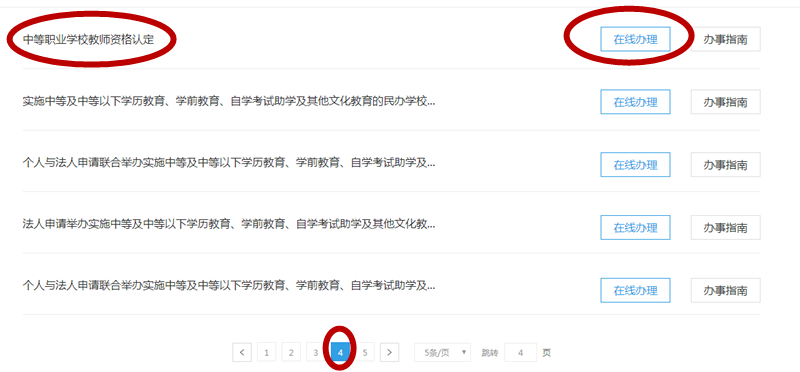 中等职业学校教师资格认定 在线办理 办事指南
实施中等及中等以下学历教育、学前教育、自学考试助学及其他文化教育的民办学校... 在线办理 办事指南
个人与法人申请联合举办实施中等及中等以下学历教育、学前教育、自学考试助学及... 在线办理 办事指南
法人申请举办实施中等及中等以下学历教育、学前教育、自学考试助学及其他文化教... 在线办理 办事指南
个人与法人申请联合举办实施中等及中等以下学历教育、学前教育、自学考试助学及... 在线办理 办事指南
< 1 2 3 4 5 > 5条/页 跳转 4 页